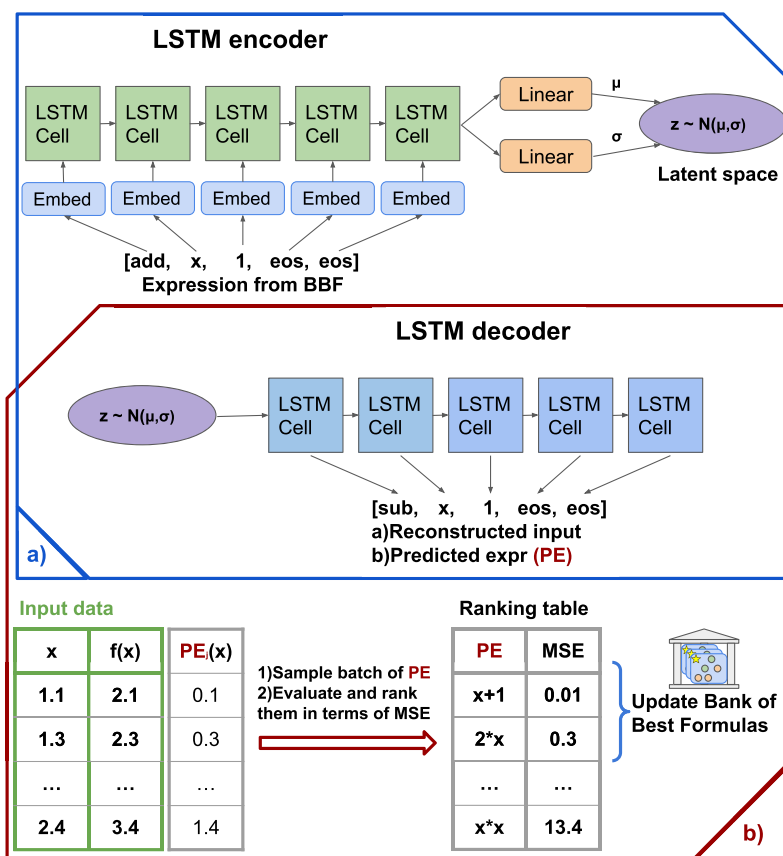 LSTM encoder
LSTM Cell LSTM Cell LSTM Cell LSTM Cell LSTM Cell
Linear
μ
Linear
σ
z ~ N(μ,σ)
Latent space
Embed Embed Embed Embed Embed
[add, x, 1, eos, eos]
Expression from BBF
LSTM decoder
z ~ N(μ,σ)
LSTM Cell LSTM Cell LSTM Cell LSTM Cell LSTM Cell
[sub, x, 1, eos, eos]
a)Reconstructed input
b)Predicted expr (PE)
a)
Input data
x f(x) PEⱼ(x)
1.1 2.1 0.1
1.3 2.3 0.3
... ... ...
2.4 3.4 1.4
1)Sample batch of PE
2)Evaluate and rank
them in terms of MSE
Ranking table
PE MSE
x+1 0.01
2*x 0.3
... ...
x*x 13.4
Update Bank of
Best Formulas
b)